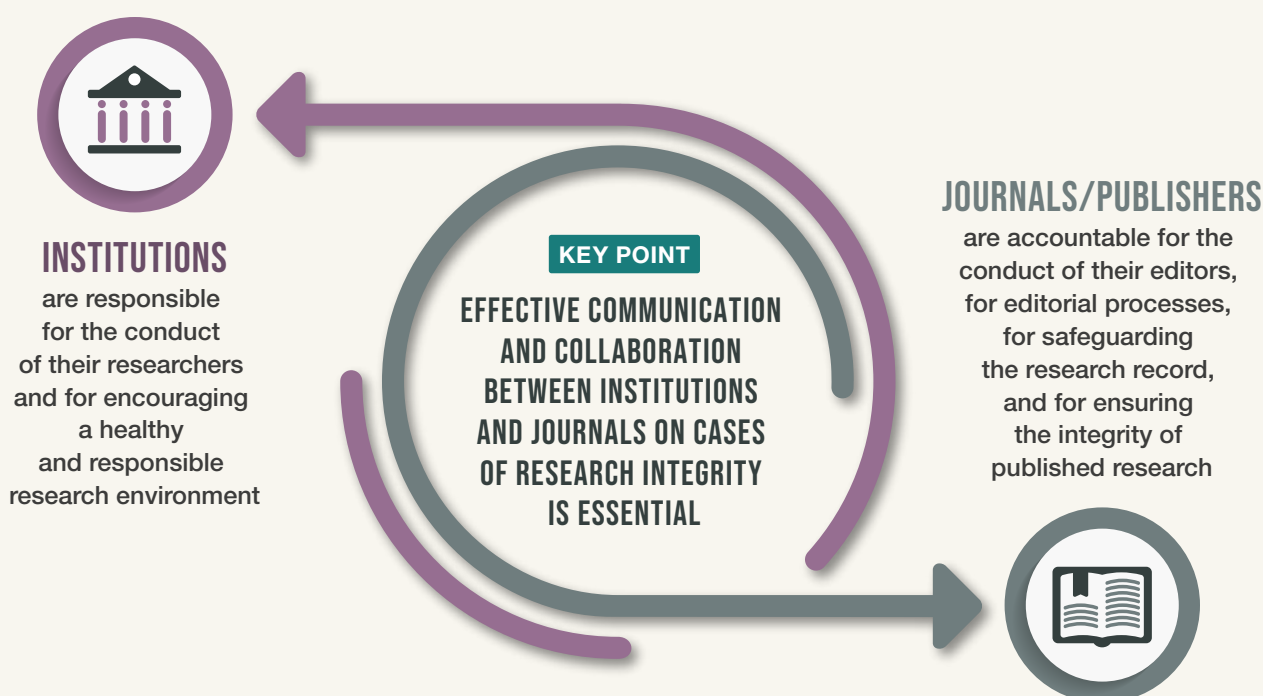 INSTITUTIONS
are responsible
for the conduct
of their researchers
and for encouraging
a healthy
and responsible
research environment
KEY POINT
EFFECTIVE COMMUNICATION
AND COLLABORATION
BETWEEN INSTITUTIONS
AND JOURNALS ON CASES
OF RESEARCH INTEGRITY
IS ESSENTIAL
JOURNALS/PUBLISHERS
are accountable for the
conduct of their editors,
for editorial processes,
for safeguarding
the research record,
and for ensuring
the integrity of
published research